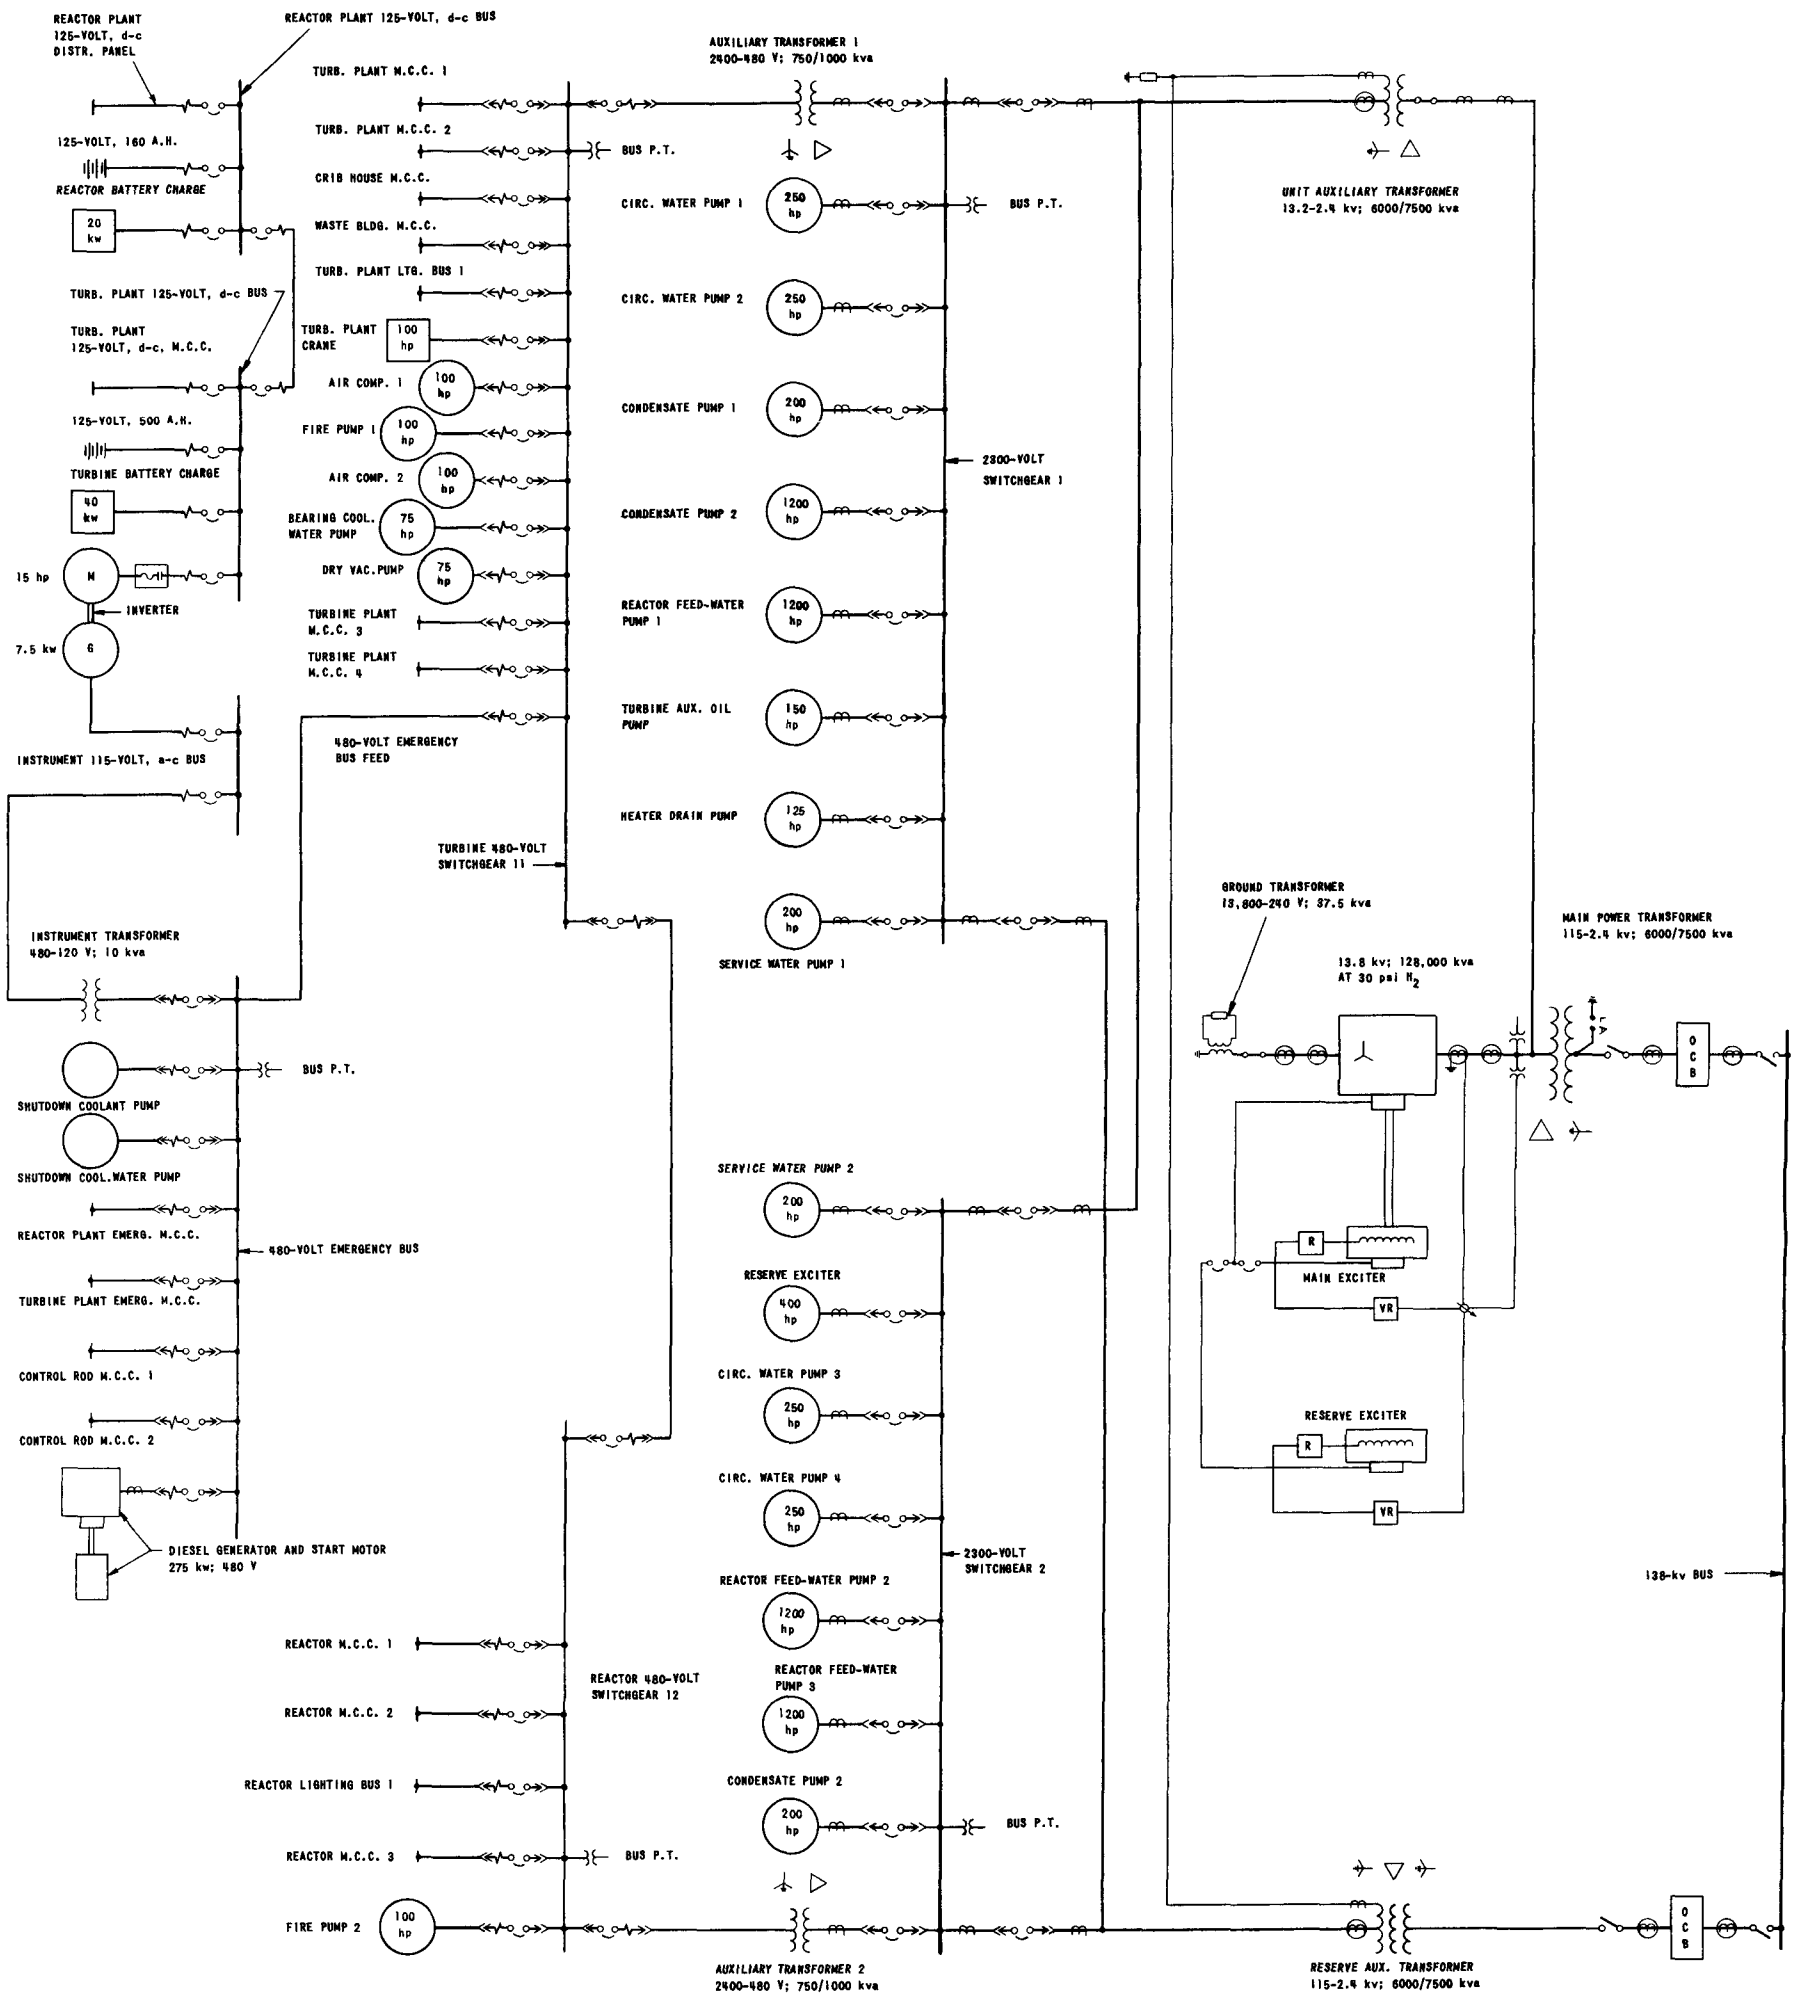 REACTOR PLANT
125-VOLT, d-c
DISTR. PANEL
REACTOR PLANT 125-VOLT, d-c BUS
125-VOLT, 160 A.H.
REACTOR BATTERY CHARGE
20
kw
TURB. PLANT 125-VOLT, d-c BUS
TURB. PLANT
125-VOLT, d-c, M.C.C.
125-VOLT, 500 A.H.
TURBINE BATTERY CHARGE
40
kw
15 hp
M
INVERTER
7.5 kw
G
INSTRUMENT 115-VOLT, a-c BUS
INSTRUMENT TRANSFORMER
480-120 V; 10 kva
BUS P.T.
SHUTDOWN COOLANT PUMP
SHUTDOWN COOL.WATER PUMP
REACTOR PLANT EMERG. M.C.C.
480-VOLT EMERGENCY BUS
TURBINE PLANT EMERG. M.C.C.
CONTROL ROD M.C.C. 1
CONTROL ROD M.C.C. 2
DIESEL GENERATOR AND START MOTOR
275 kw; 480 V
TURB. PLANT M.C.C. 1
TURB. PLANT M.C.C. 2
BUS P.T.
CRIB HOUSE M.C.C.
WASTE BLDG. M.C.C.
TURB. PLANT LTG. BUS 1
TURB. PLANT
CRANE
100
hp
AIR COMP. 1
100
hp
FIRE PUMP 1
100
hp
AIR COMP. 2
100
hp
BEARING COOL.
WATER PUMP
75
hp
DRY VAC.PUMP
75
hp
TURBINE PLANT
M.C.C. 3
TURBINE PLANT
M.C.C. 4
480-VOLT EMERGENCY
BUS FEED
TURBINE 480-VOLT
SWITCHGEAR 11
REACTOR M.C.C. 1
REACTOR 480-VOLT
SWITCHGEAR 12
REACTOR M.C.C. 2
REACTOR LIGHTING BUS 1
REACTOR M.C.C. 3
BUS P.T.
FIRE PUMP 2
100
hp
AUXILIARY TRANSFORMER 1
2400-480 V; 750/1000 kva
CIRC. WATER PUMP 1
250
hp
BUS P.T.
CIRC. WATER PUMP 2
250
hp
CONDENSATE PUMP 1
200
hp
2300-VOLT
SWITCHGEAR 1
CONDENSATE PUMP 2
1200
hp
REACTOR FEED-WATER
PUMP 1
1200
hp
TURBINE AUX. OIL
PUMP
150
hp
HEATER DRAIN PUMP
125
hp
200
hp
SERVICE WATER PUMP 1
SERVICE WATER PUMP 2
200
hp
RESERVE EXCITER
400
hp
CIRC. WATER PUMP 3
250
hp
CIRC. WATER PUMP 4
250
hp
2300-VOLT
SWITCHGEAR 2
REACTOR FEED-WATER PUMP 2
1200
hp
REACTOR FEED-WATER
PUMP 3
1200
hp
CONDENSATE PUMP 2
200
hp
BUS P.T.
AUXILIARY TRANSFORMER 2
2400-480 V; 750/1000 kva
UNIT AUXILIARY TRANSFORMER
13.2-2.4 kv; 6000/7500 kva
GROUND TRANSFORMER
13,800-240 V; 37.5 kva
MAIN POWER TRANSFORMER
115-2.4 kv; 6000/7500 kva
13.8 kv; 128,000 kva
AT 30 psi H2
LA
OCB
R
MAIN EXCITER
VR
RESERVE EXCITER
R
VR
138-kv BUS
OCB
RESERVE AUX. TRANSFORMER
115-2.4 kv; 6000/7500 kva